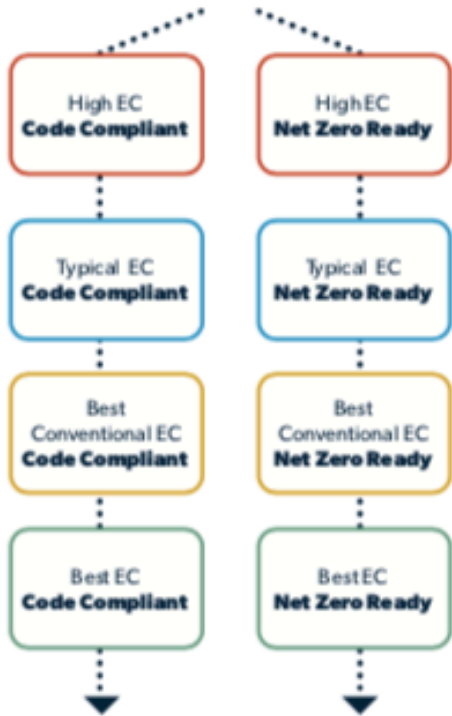 High EC
Code Compliant
High EC
Net Zero Ready
Typical EC
Code Compliant
Typical EC
Net Zero Ready
Best
Conventional EC
Code Compliant
Best
Conventional EC
Net Zero Ready
Best EC
Code Compliant
Best EC
Net Zero Ready